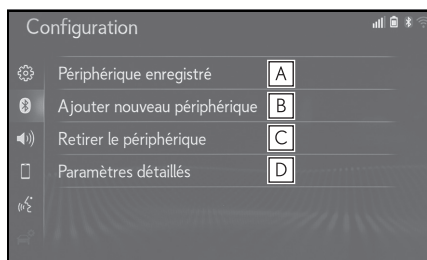 Configuration
Périphérique enregistré A
Ajouter nouveau périphérique B
Retirer le périphérique C
Paramètres détaillés D